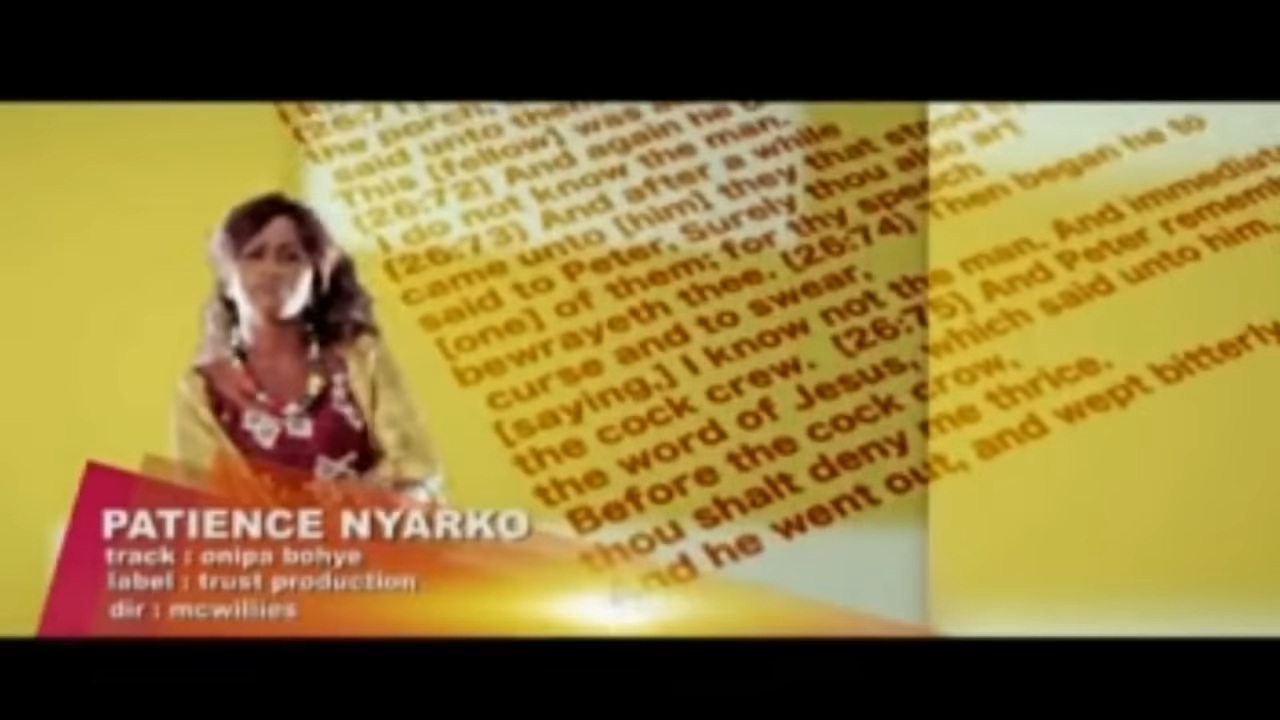 the porch,
said unto them
This [fellow] was
(26:72) And again he
I do not know the man.
(26:73) And after a while
came unto [him] they that stood
said to Peter, Surely thou also art
[one] of them; for thy speech
bewrayeth thee. (26:74) Then began he to
curse and to swear,
[saying,] I know not the man. And immediate
the cock crew. (26:75) And Peter rememb
the word of Jesus, which said unto him,
Before the cock crow,
thou shalt deny me thrice.
And he went out, and wept bitterly
PATIENCE NYARKO
track : onipa bohye
label : trust production
dir : mcwillies